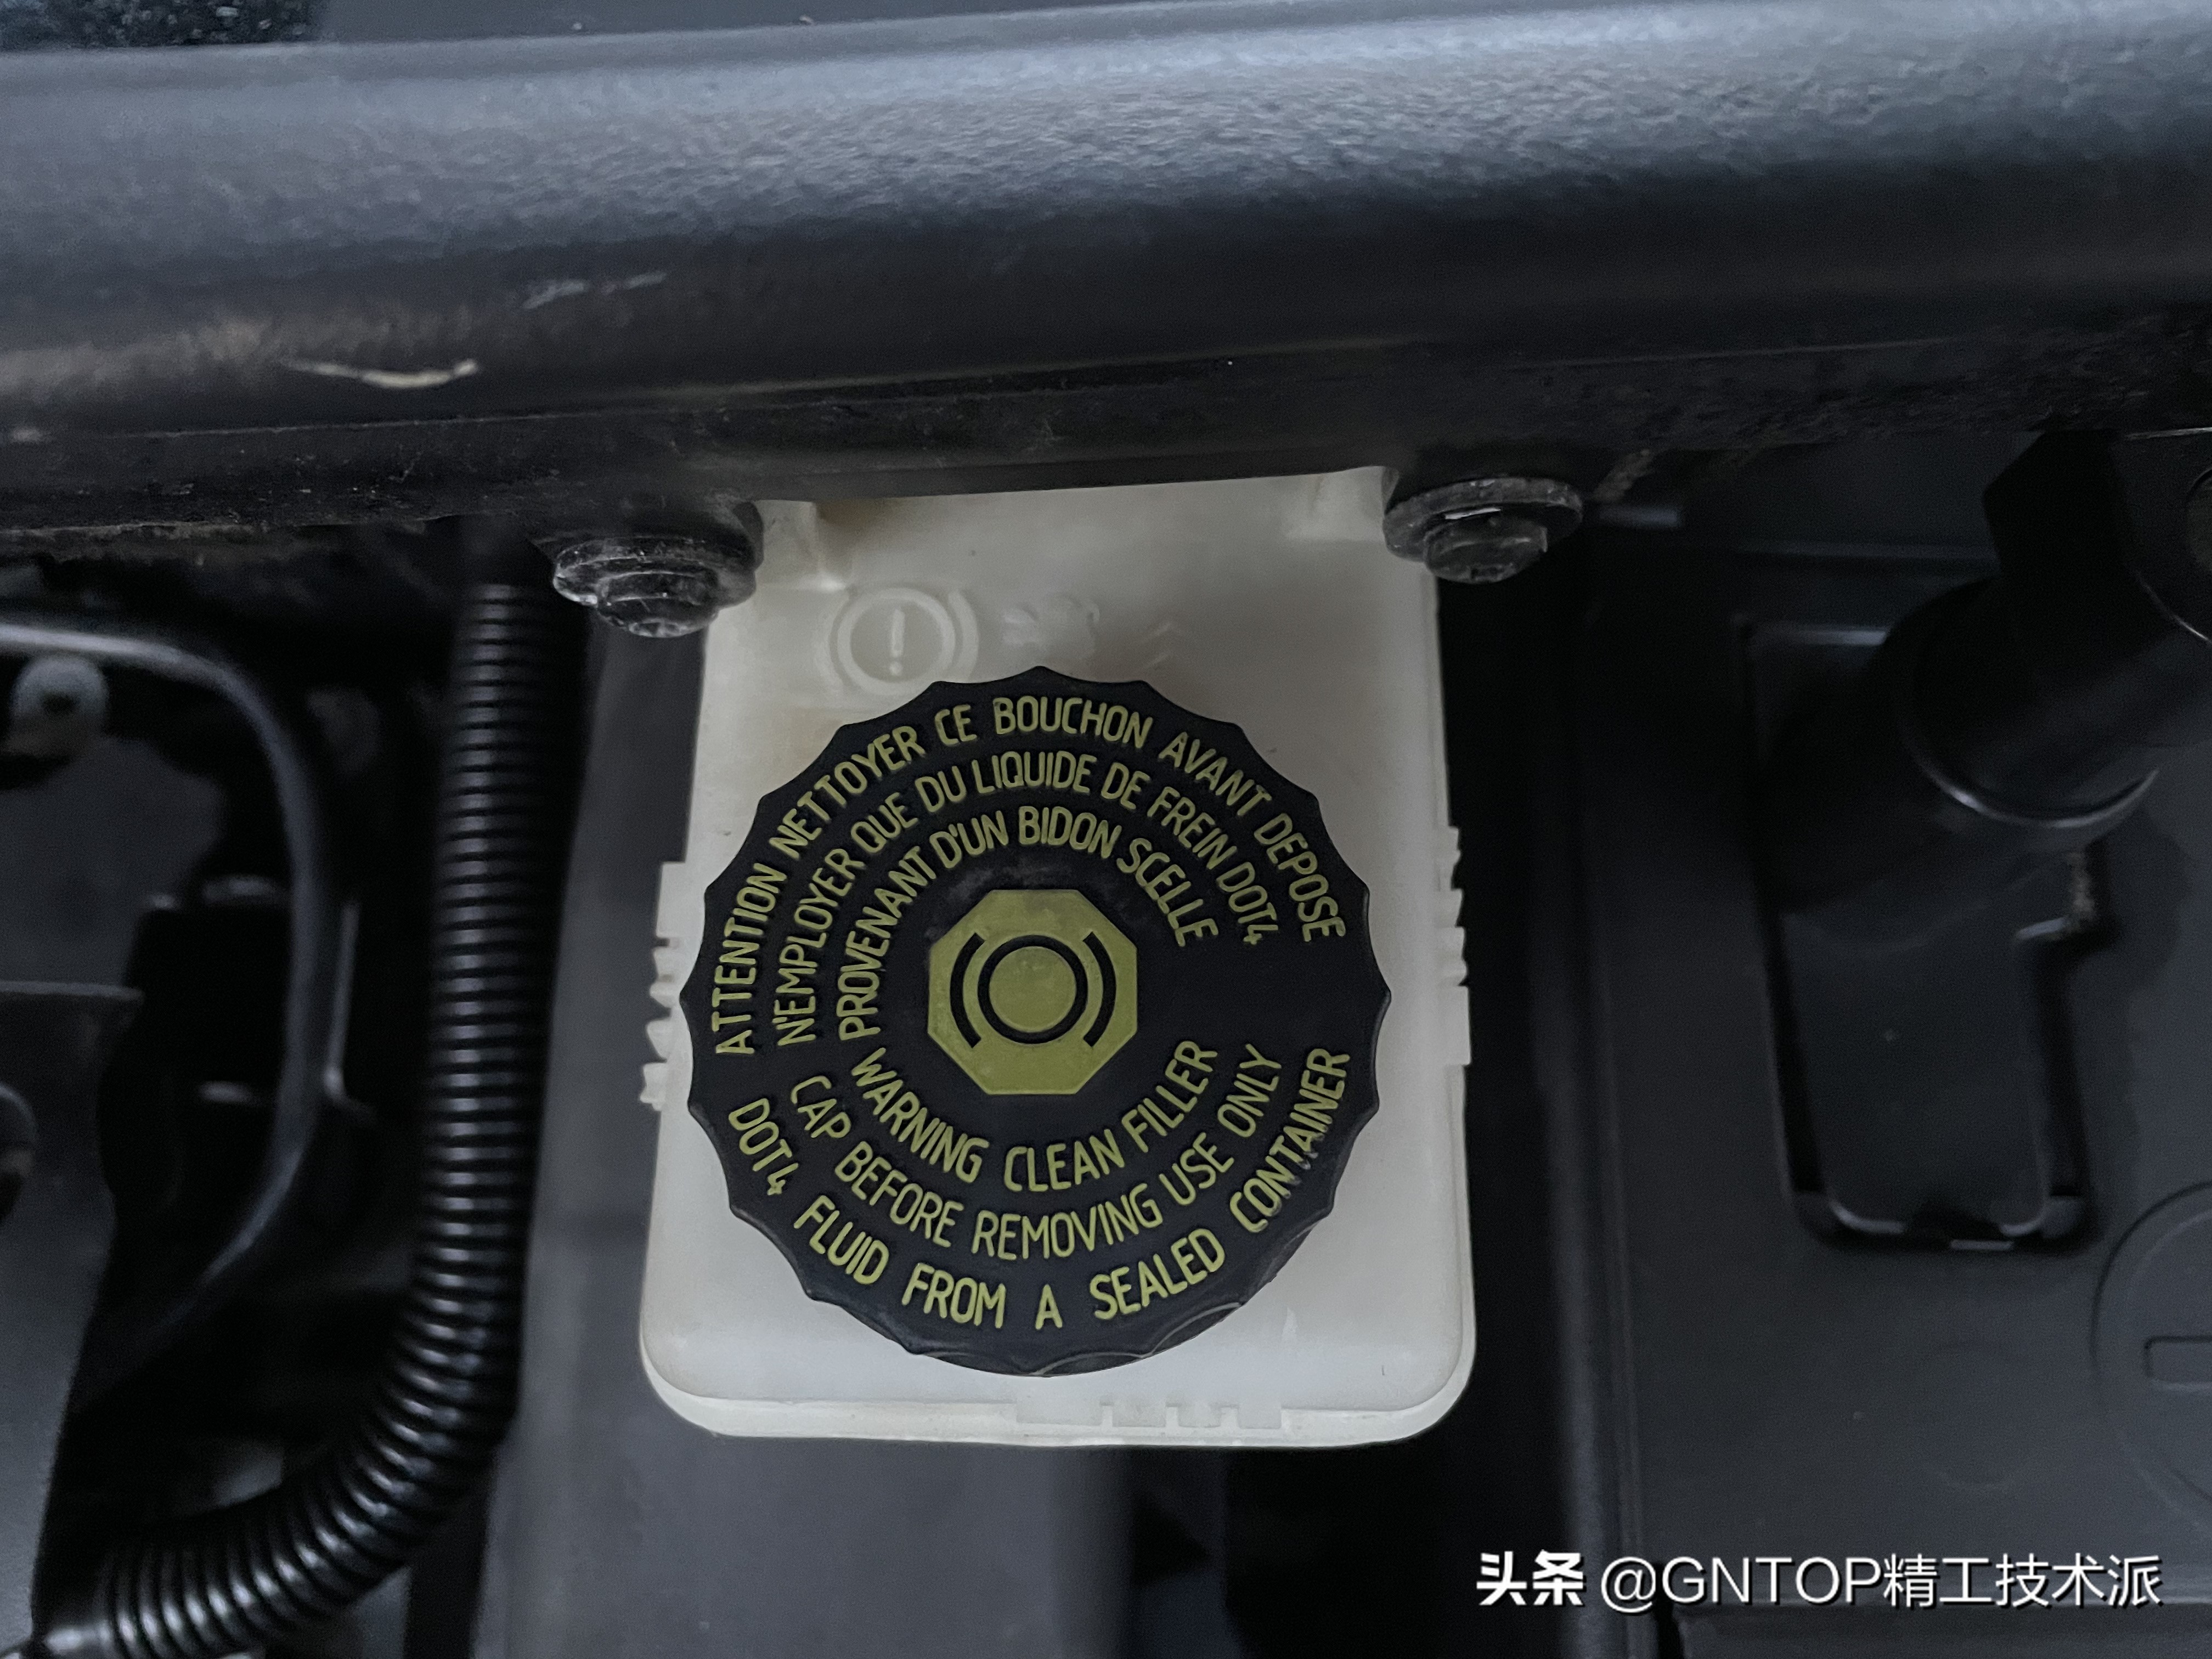 ATTENTION NETTOYER CE BOUCHON AVANT DEPOSE
N'EMPLOYER QUE DU LIQUIDE DE FREIN DOT4
PROVENANT D'UN BIDON SCELLE
WARNING CLEAN FILLER
CAP BEFORE REMOVING USE ONLY
DOT4 FLUID FROM A SEALED CONTAINER
头条 @GNTOP精工技术派